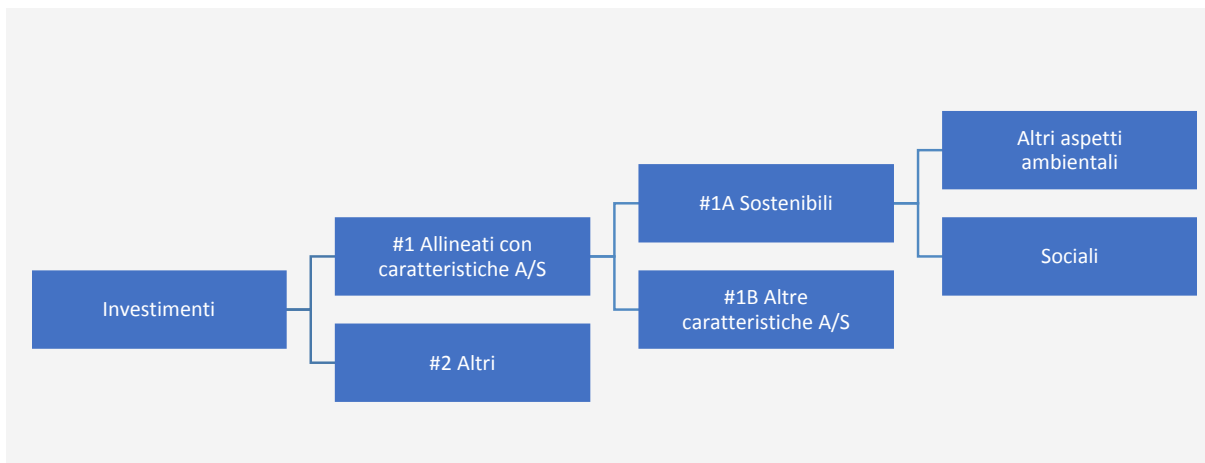 Investimenti
#1 Allineati con
caratteristiche A/S
#2 Altri
#1A Sostenibili
#1B Altre
caratteristiche A/S
Altri aspetti
ambientali
Sociali